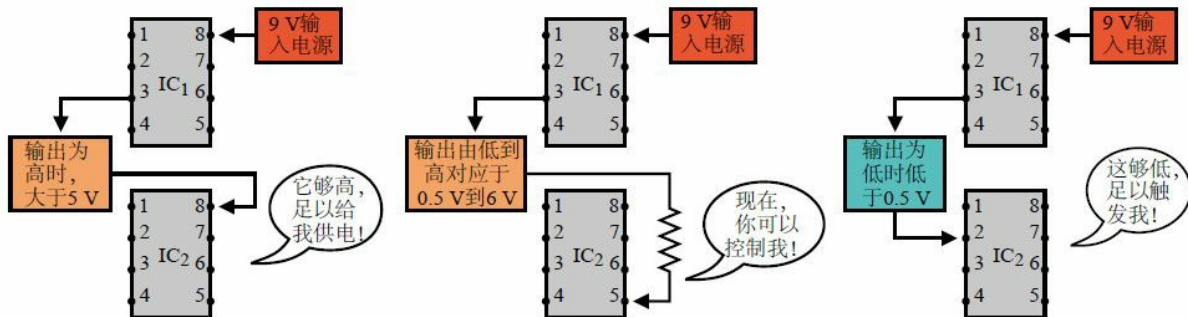 1
8
2
7
3
6
4
5
IC1
9 V输
入电源
输出为
高时，
大于5 V
1
8
2
7
3
6
4
5
IC2
它够高，
足以给
我供电!
1
8
2
7
3
6
4
5
IC1
9 V输
入电源
输出由低到
高对应于
0.5 V到6 V
1
8
2
7
3
6
4
5
IC2
现在，
你可以
控制我!
1
8
2
7
3
6
4
5
IC1
9 V输
入电源
输出为
低时低
于0.5 V
1
8
2
7
3
6
4
5
IC2
这够低，
足以触
发我!